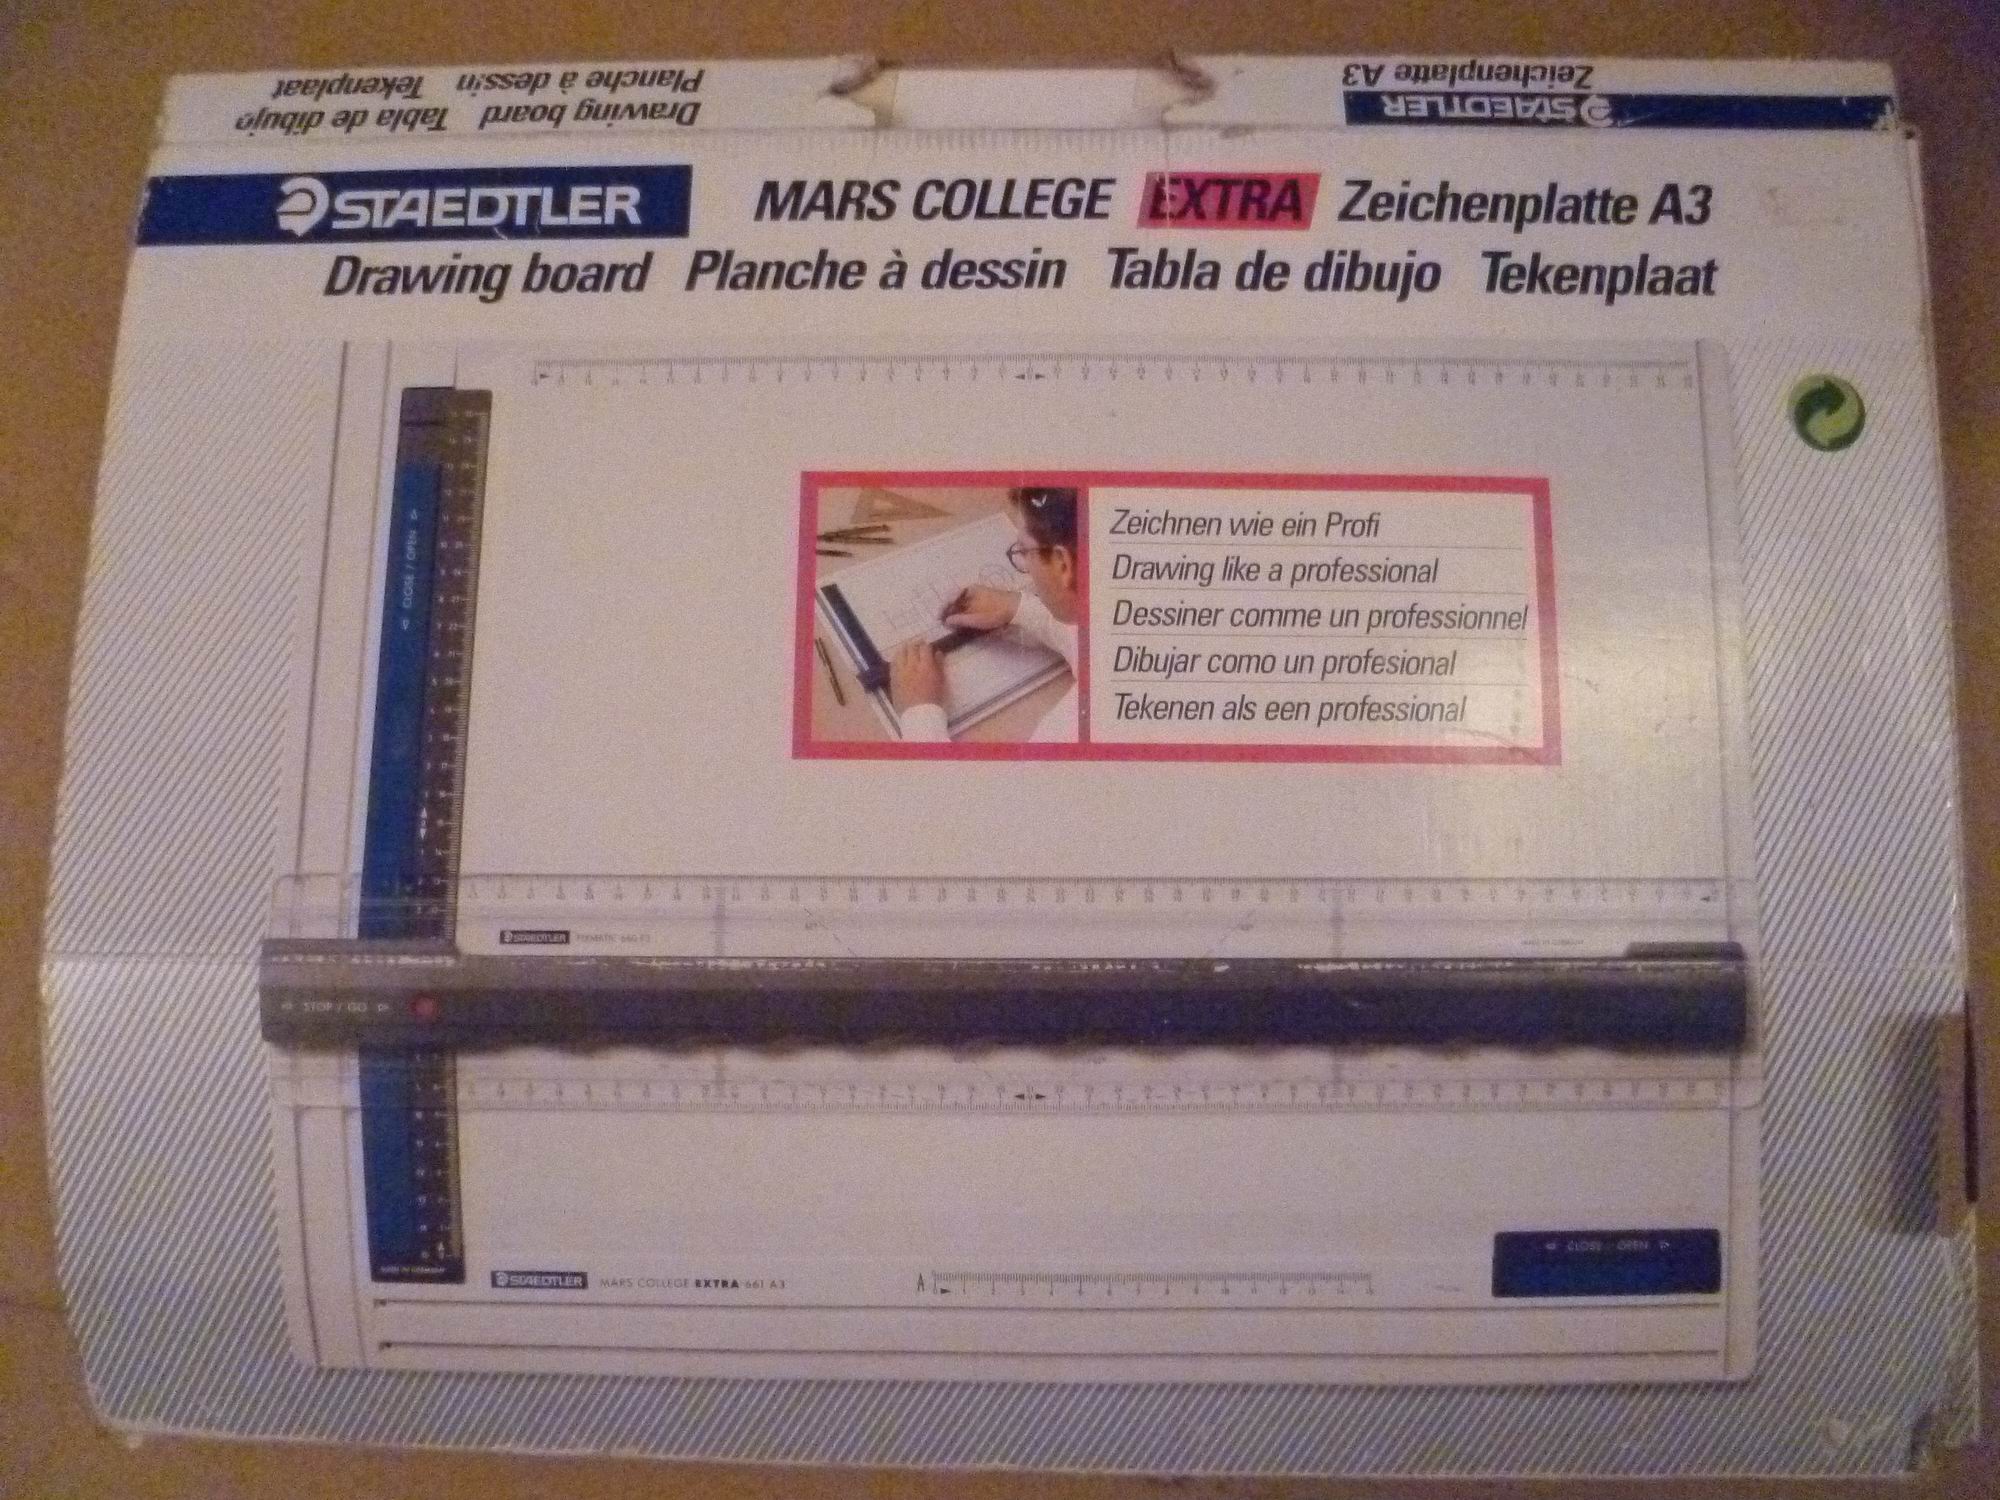 Drawing board Tabla de dibujo
Planche à dessin Tekenplaat
STAEDTLER
Zeichenplatte A3
STAEDTLER MARS COLLEGE EXTRA Zeichenplatte A3
Drawing board Planche à dessin Tabla de dibujo Tekenplaat
CLOSE / OPEN
Zeichnen wie ein Profi
Drawing like a professional
Dessiner comme un professionnel
Dibujar como un profesional
Tekenen als een professional
STAEDTLER
STOP / GO
CLOSE - OPEN
MADE IN GERMANY
STAEDTLER MARS COLLEGE EXTRA 661 A3
A